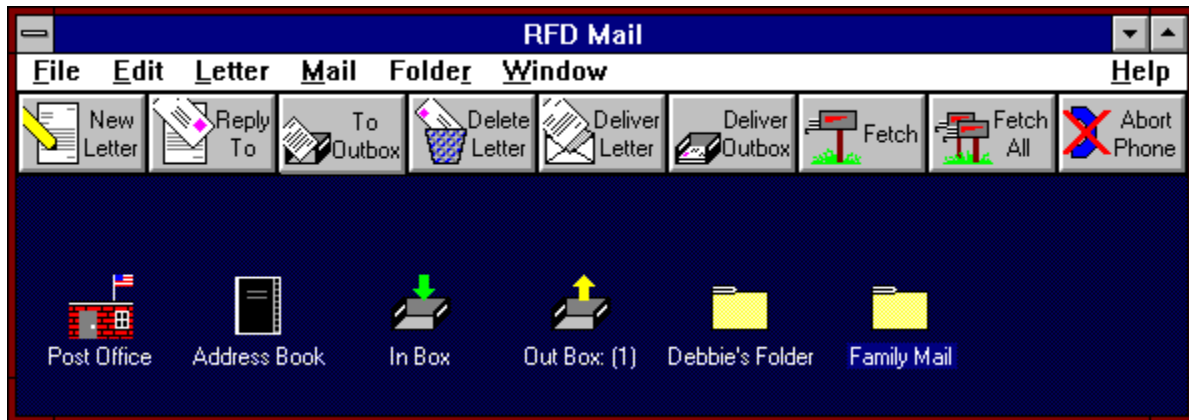 RFD Mail
File Edit Letter Mail Folder Window Help
New Letter
Reply To
To Outbox
Delete Letter
Deliver Letter
Deliver Outbox
Fetch
Fetch All
Abort Phone
Post Office
Address Book
In Box
Out Box: (1)
Debbie's Folder
Family Mail